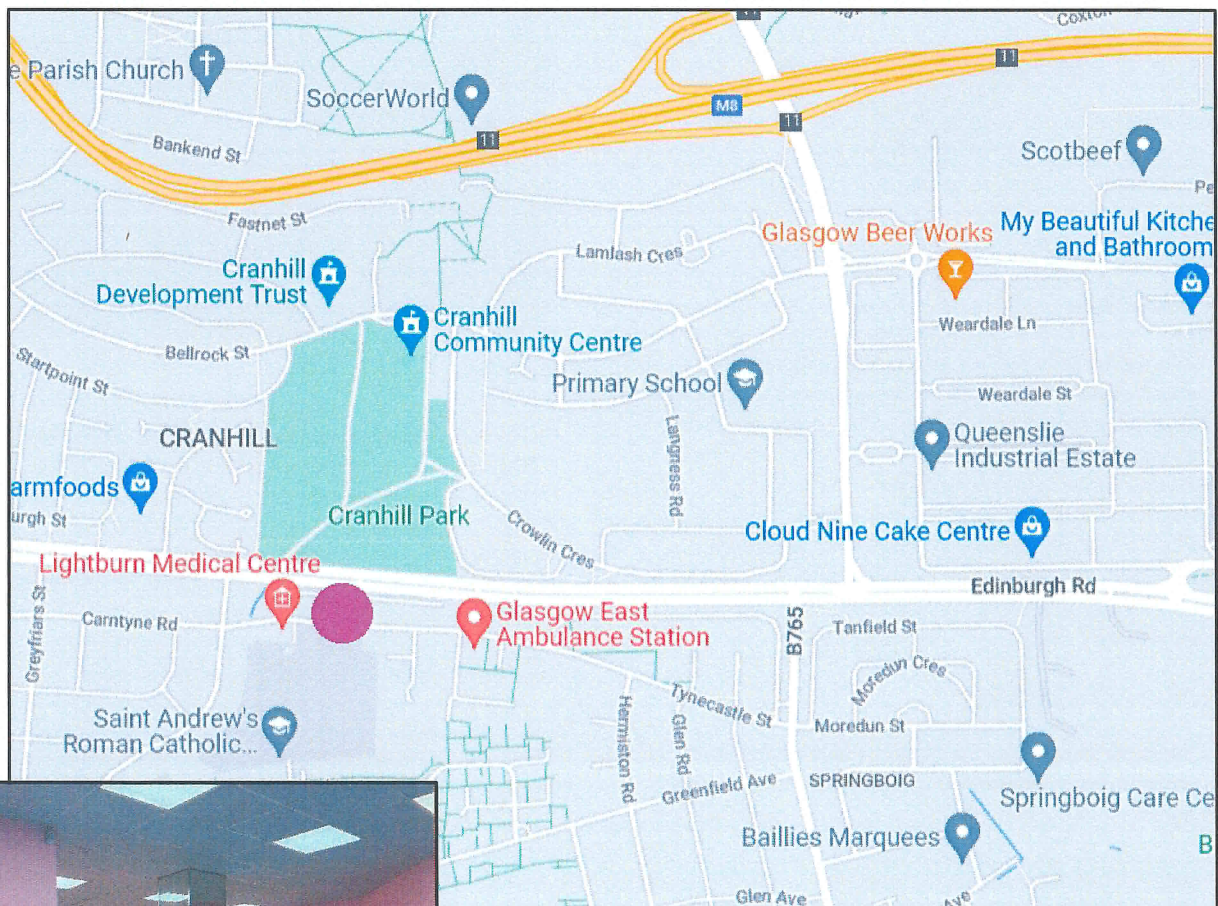 11
Coxton
e Parish Church
11
SoccerWorld
M8
11
11
Bankend St
Scotbeef
Pe
Fastnet St
Glasgow Beer Works
My Beautiful Kitche
and Bathroom
Lamlash Cres
Cranhill
Development Trust
Cranhill
Community Centre
Weardale Ln
Bellrock St
Startpoint St
Primary School
Weardale St
CRANHILL
Langness Rd
Queenslie
Industrial Estate
armfoods
urgh St
Cranhill Park
Crowlin Cres
Cloud Nine Cake Centre
Lightburn Medical Centre
Edinburgh Rd
Greyfriars St
Carntyne Rd
Glasgow East
Ambulance Station
B765
Tanfield St
Moredun Cres
Tynecastle St
Saint Andrew's
Roman Catholic...
Hermiston Rd
Glen Rd
Moredun St
Greenfield Ave
SPRINGBOIG
Springboig Care Ce
Baillies Marquees
B
Glen Ave
Ave